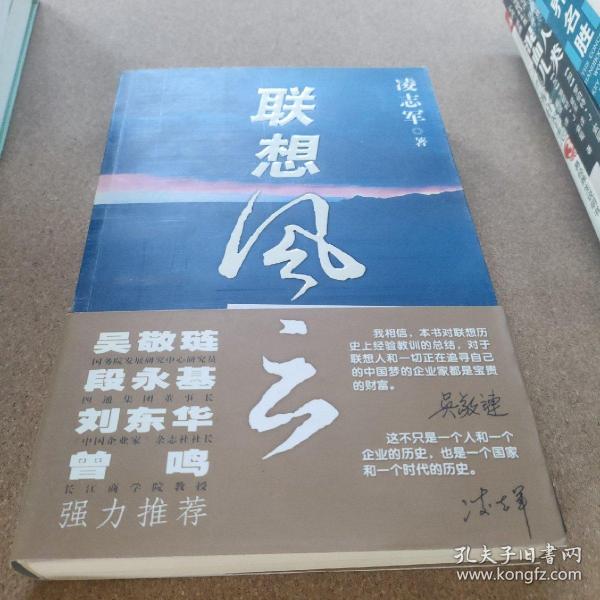 联想
风云
凌志军◎著
吴敬琏
国务院发展研究中心研究员
段永基
四通集团董事长
刘东华
《中国企业家》杂志社社长
曾鸣
长江商学院教授
强力推荐
我相信,本书对联想历
史上经验教训的总结,对于
联想人和一切正在追寻自己
的中国梦的企业家都是宝贵
的财富。
吴敬琏
这不只是一个人和一个
企业的历史,也是一个国家
和一个时代的历史。
凌志军
名胜
孔夫子旧书网
www.kongfz.com